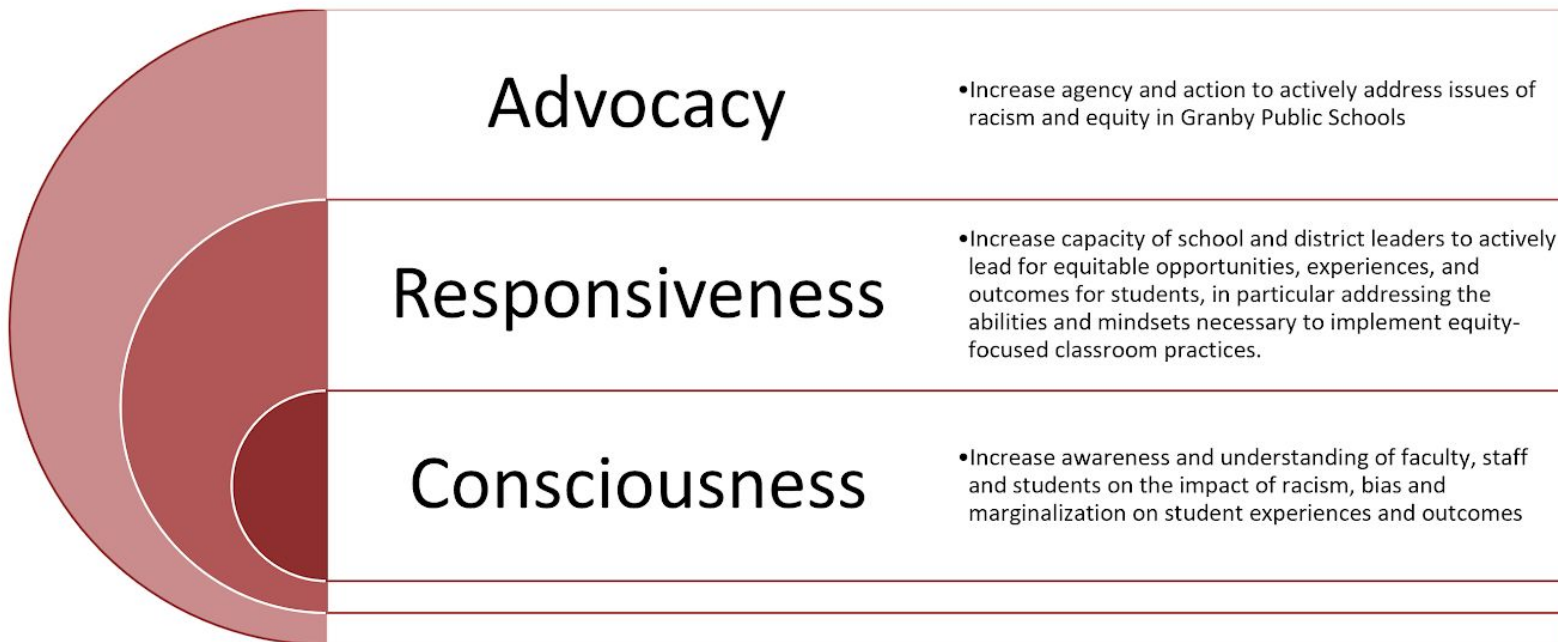 Advocacy
•Increase agency and action to actively address issues of
racism and equity in Granby Public Schools
Responsiveness
•Increase capacity of school and district leaders to actively
lead for equitable opportunities, experiences, and
outcomes for students, in particular addressing the
abilities and mindsets necessary to implement equity-
focused classroom practices.
Consciousness
•Increase awareness and understanding of faculty, staff
and students on the impact of racism, bias and
marginalization on student experiences and outcomes